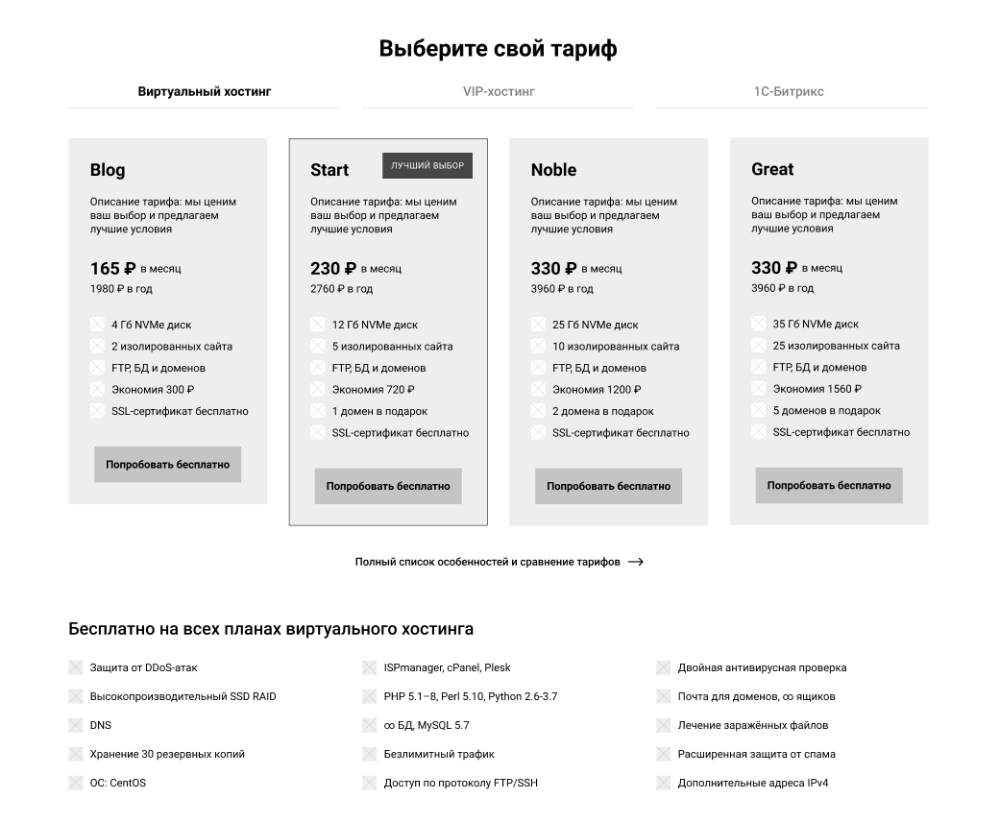 Выберите свой тариф
Виртуальный хостинг
VIP-хостинг
1С-Битрикс
Blog
Описание тарифа: мы ценим
ваш выбор и предлагаем
лучшие условия
165 ₽ в месяц
1980 ₽ в год
4 Гб NVMe диск
2 изолированных сайта
FTP, БД и доменов
Экономия 300 ₽
SSL-сертификат бесплатно
Попробовать бесплатно
Start
ЛУЧШИЙ ВЫБОР
Описание тарифа: мы ценим
ваш выбор и предлагаем
лучшие условия
230 ₽ в месяц
2760 ₽ в год
12 Гб NVMe диск
5 изолированных сайта
FTP, БД и доменов
Экономия 720 ₽
1 домен в подарок
SSL-сертификат бесплатно
Попробовать бесплатно
Noble
Описание тарифа: мы ценим
ваш выбор и предлагаем
лучшие условия
330 ₽ в месяц
3960 ₽ в год
25 Гб NVMe диск
10 изолированных сайта
FTP, БД и доменов
Экономия 1200 ₽
2 домена в подарок
SSL-сертификат бесплатно
Попробовать бесплатно
Great
Описание тарифа: мы ценим
ваш выбор и предлагаем
лучшие условия
330 ₽ в месяц
3960 ₽ в год
35 Гб NVMe диск
25 изолированных сайта
FTP, БД и доменов
Экономия 1560 ₽
5 доменов в подарок
SSL-сертификат бесплатно
Попробовать бесплатно
Полный список особенностей и сравнение тарифов →
Бесплатно на всех планах виртуального хостинга
Защита от DDoS-атак
Высокопроизводительный SSD RAID
DNS
Хранение 30 резервных копий
ОС: CentOS
ISPmanager, cPanel, Plesk
PHP 5.1–8, Perl 5.10, Python 2.6-3.7
∞ БД, MySQL 5.7
Безлимитный трафик
Доступ по протоколу FTP/SSH
Двойная антивирусная проверка
Почта для доменов, ∞ ящиков
Лечение заражённых файлов
Расширенная защита от спама
Дополнительные адреса IPv4